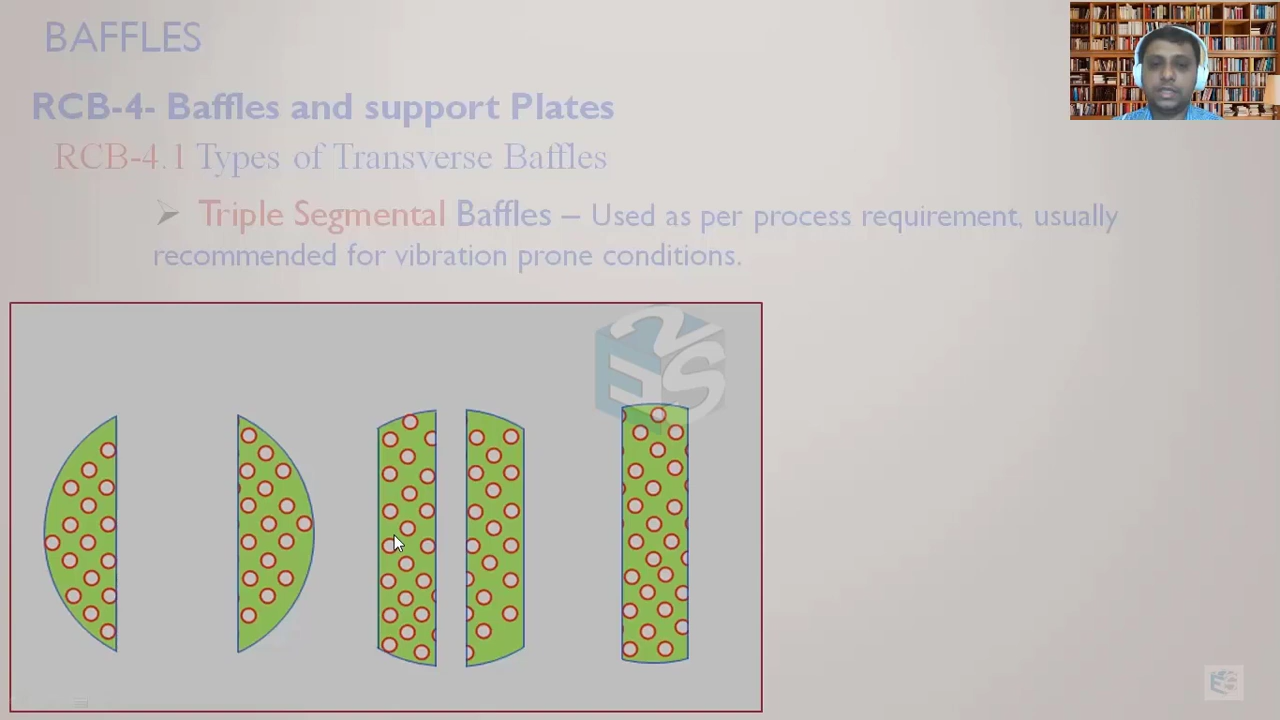 BAFFLES
RCB-4- Baffles and support Plates
RCB-4.1 Types of Transverse Baffles
➢ Triple Segmental Baffles – Used as per process requirement, usually
recommended for vibration prone conditions.
E2S